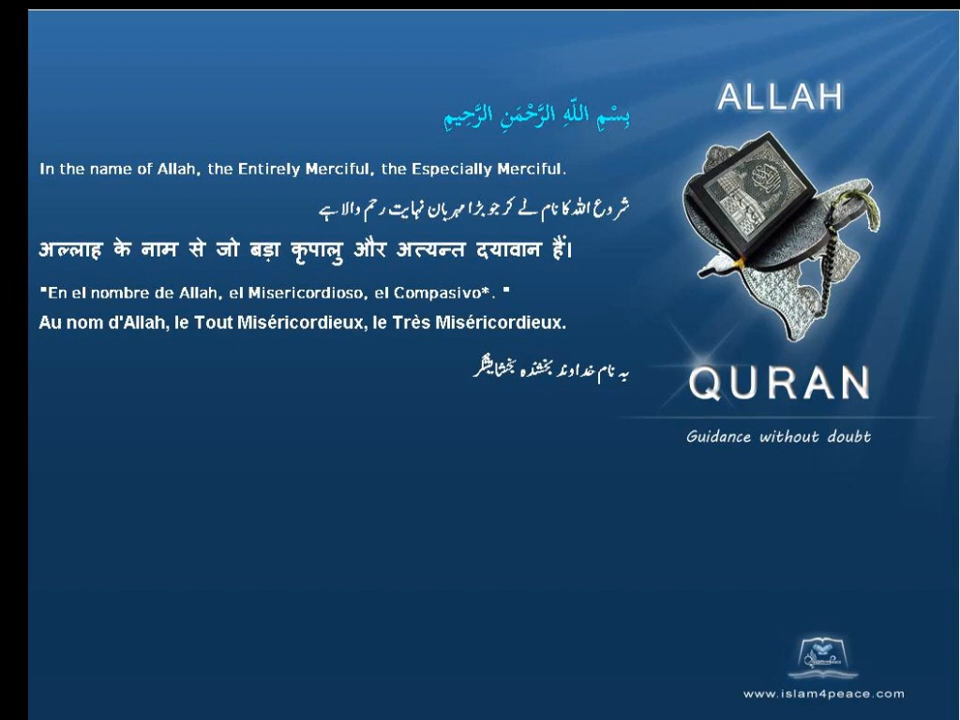 بِسْمِ اللّهِ الرَّحْمَنِ الرَّحِيمِ
In the name of Allah, the Entirely Merciful, the Especially Merciful.
شروع الله کا نام لے کر جو بڑا مہربان نہایت رحم والا ہے
अल्लाह के नाम से जो बड़ा कृपालु और अत्यन्त दयावान हैं।
"En el nombre de Allah, el Misericordioso, el Compasivo*. "
Au nom d'Allah, le Tout Miséricordieux, le Très Miséricordieux.
به نام خداوند بخشنده بخشایشگر
ALLAH
QURAN
Guidance without doubt
www.islam4peace.com